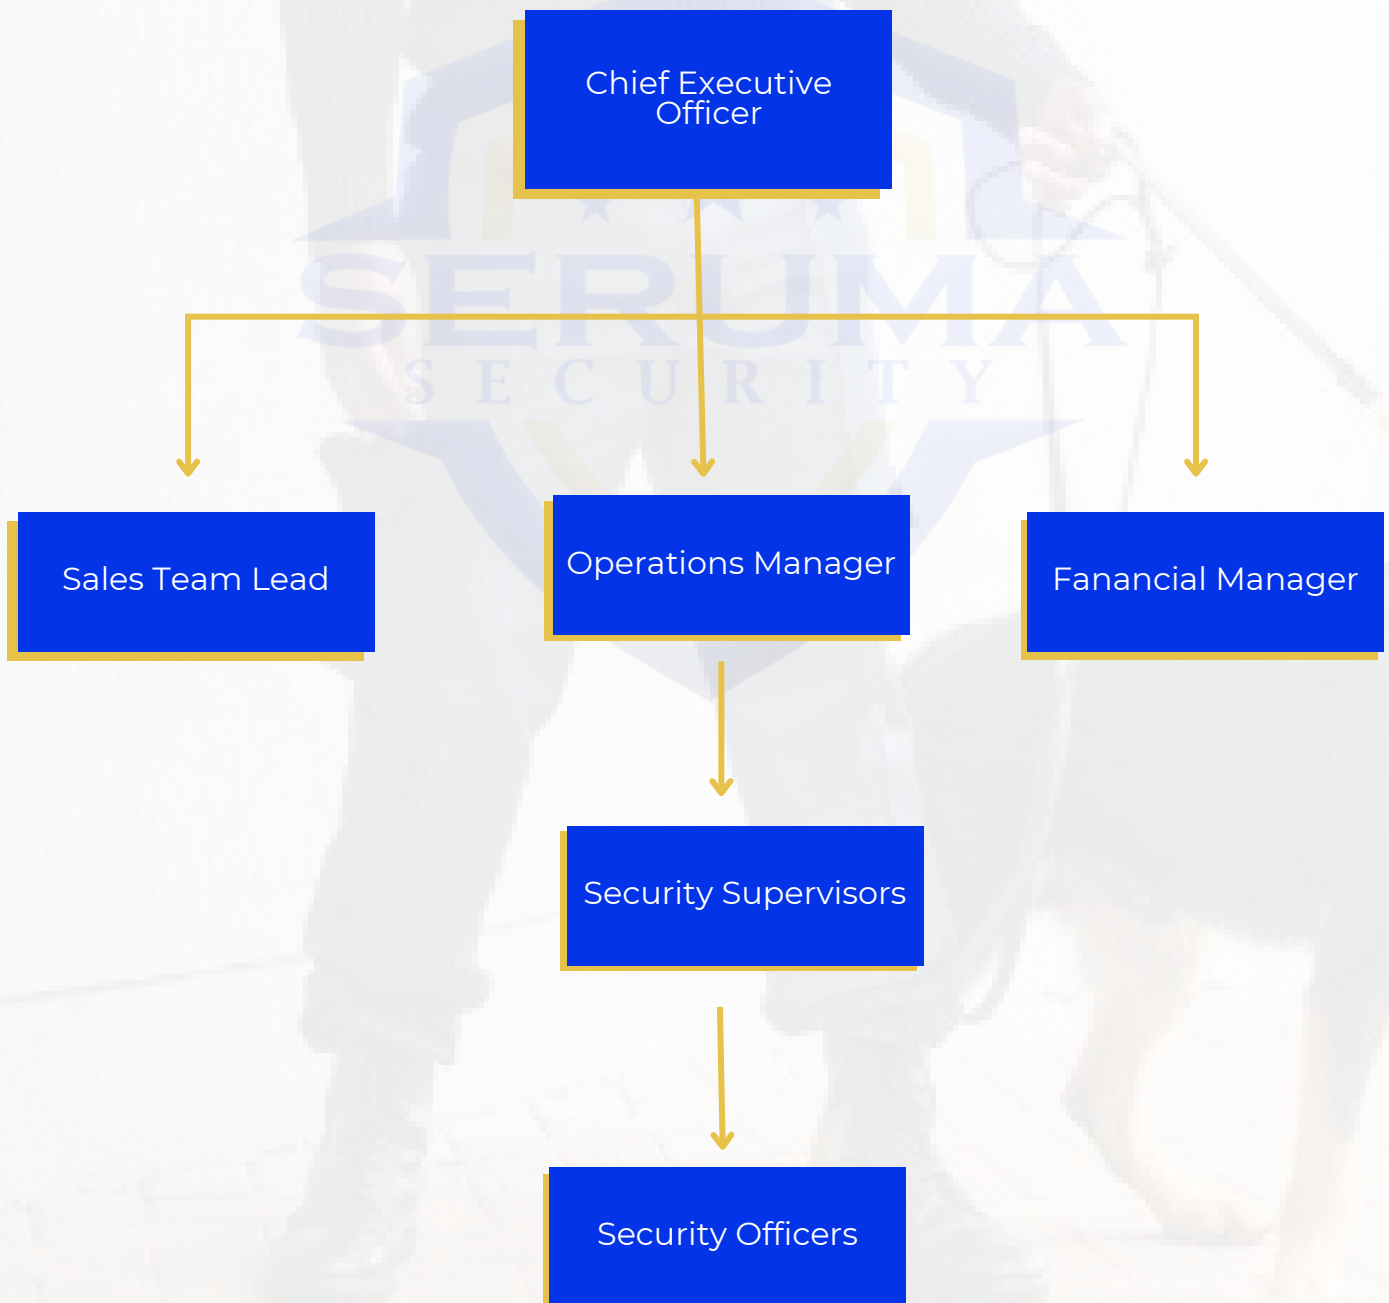 Chief Executive
Officer
SERUMA
SECURITY
Sales Team Lead
Operations Manager
Fanancial Manager
Security Supervisors
Security Officers